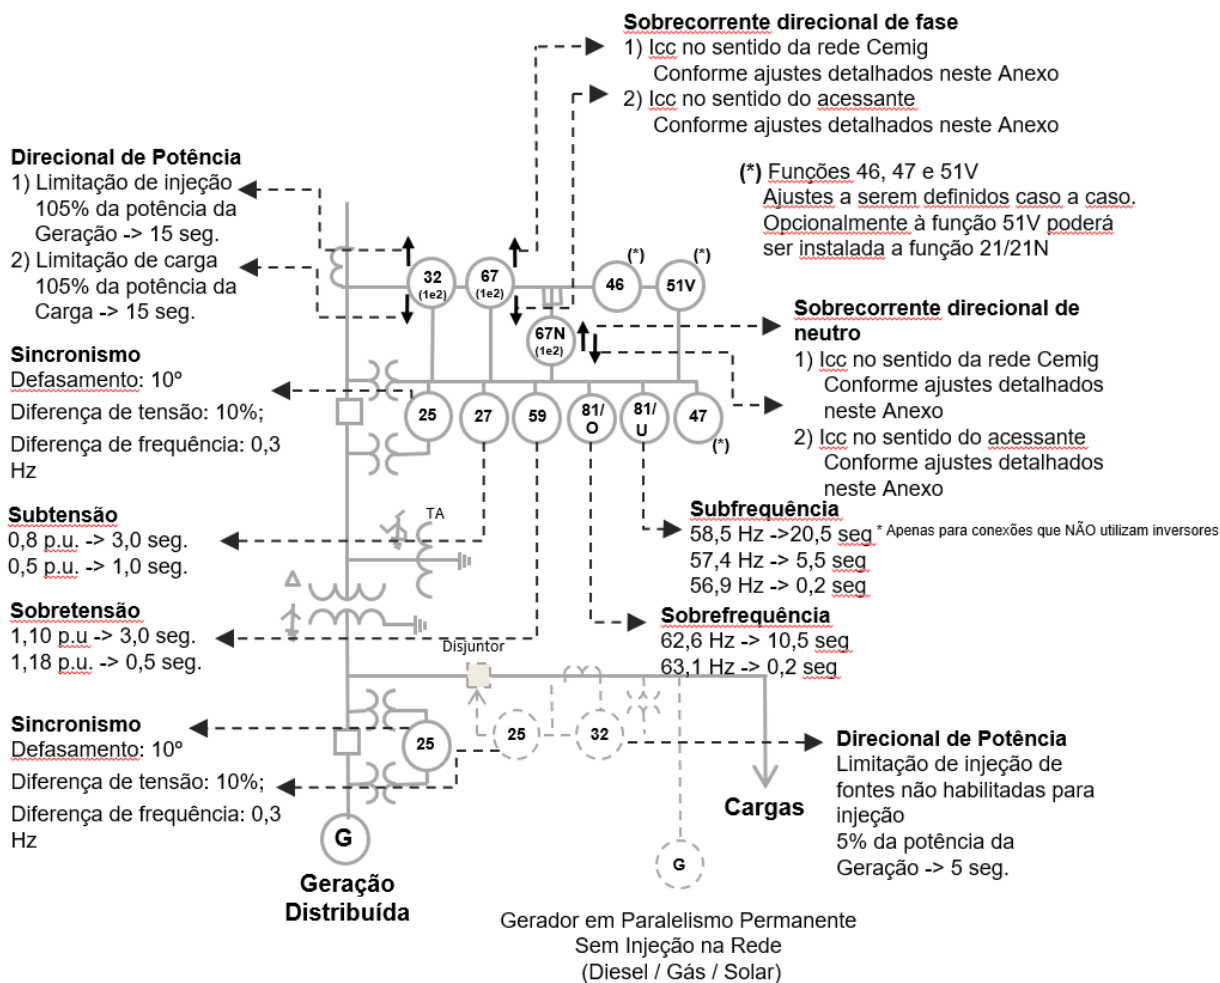 Sobrecorrente direcional de fase
1) Icc no sentido da rede Cemig
Conforme ajustes detalhados neste Anexo
2) Icc no sentido do acessante
Conforme ajustes detalhados neste Anexo
Direcional de Potência
1) Limitação de injeção
105% da potência da
Geração -> 15 seg.
2) Limitação de carga
105% da potência da
Carga -> 15 seg.
(*) Funções 46, 47 e 51V
Ajustes a serem definidos caso a caso.
Opcionalmente à função 51V poderá
ser instalada a função 21/21N
32
(1e2)
67
(1e2)
46
(*)
51V
(*)
67N
(1e2)
Sobrecorrente direcional de
neutro
1) Icc no sentido da rede Cemig
Conforme ajustes detalhados
neste Anexo
2) Icc no sentido do acessante
Conforme ajustes detalhados
neste Anexo
Sincronismo
Defasamento: 10º
Diferença de tensão: 10%;
Diferença de frequência: 0,3
Hz
25
27
59
81/
O
81/
U
47
(*)
Subtensão
0,8 p.u. -> 3,0 seg.
0,5 p.u. -> 1,0 seg.
TA
Subfrequência
58,5 Hz ->20,5 seg * Apenas para conexões que NÃO utilizam inversores
57,4 Hz -> 5,5 seg
56,9 Hz -> 0,2 seg
Sobretensão
1,10 p.u -> 3,0 seg.
1,18 p.u. -> 0,5 seg.
Sobrefrequência
62,6 Hz -> 10,5 seg
63,1 Hz -> 0,2 seg
Disjuntor
Sincronismo
Defasamento: 10º
Diferença de tensão: 10%;
Diferença de frequência: 0,3
Hz
25
25
32
Direcional de Potência
Limitação de injeção de
fontes não habilitadas para
injeção
5% da potência da
Geração -> 5 seg.
Cargas
G
G
Geração
Distribuída
Gerador em Paralelismo Permanente
Sem Injeção na Rede
(Diesel / Gás / Solar)